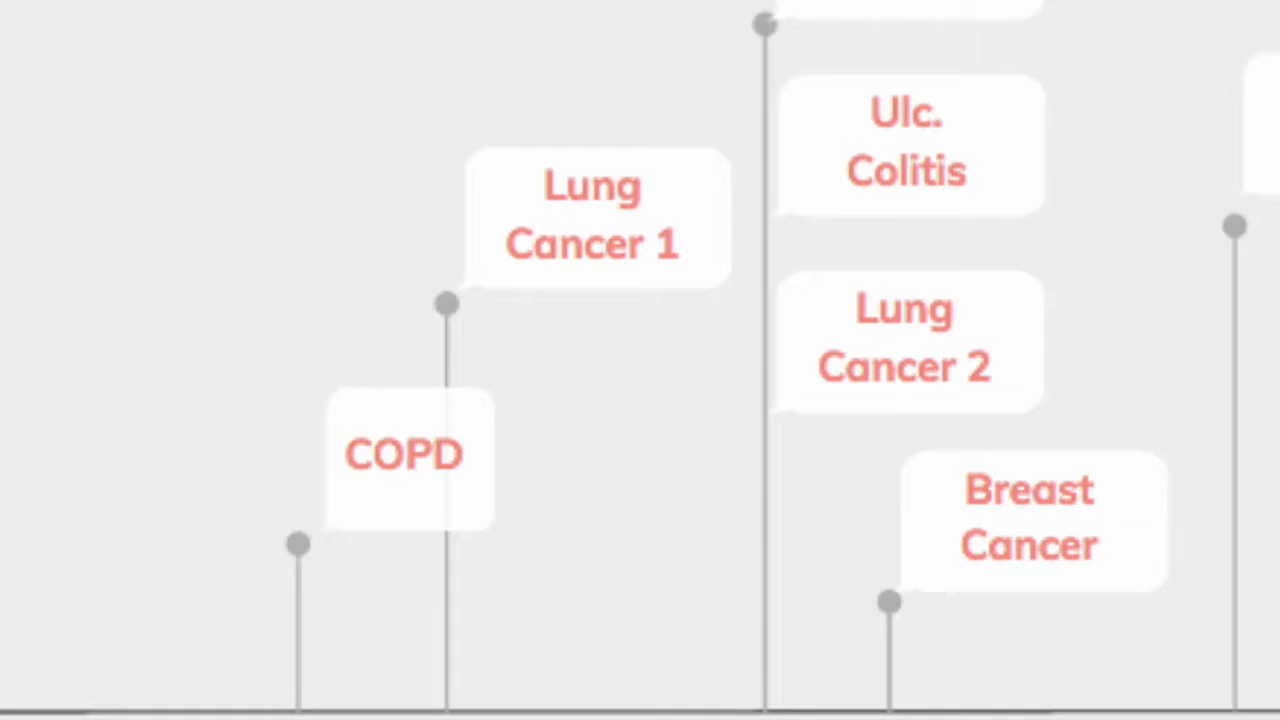 Ulc.
Colitis
Lung
Cancer 1
Lung
Cancer 2
COPD
Breast
Cancer